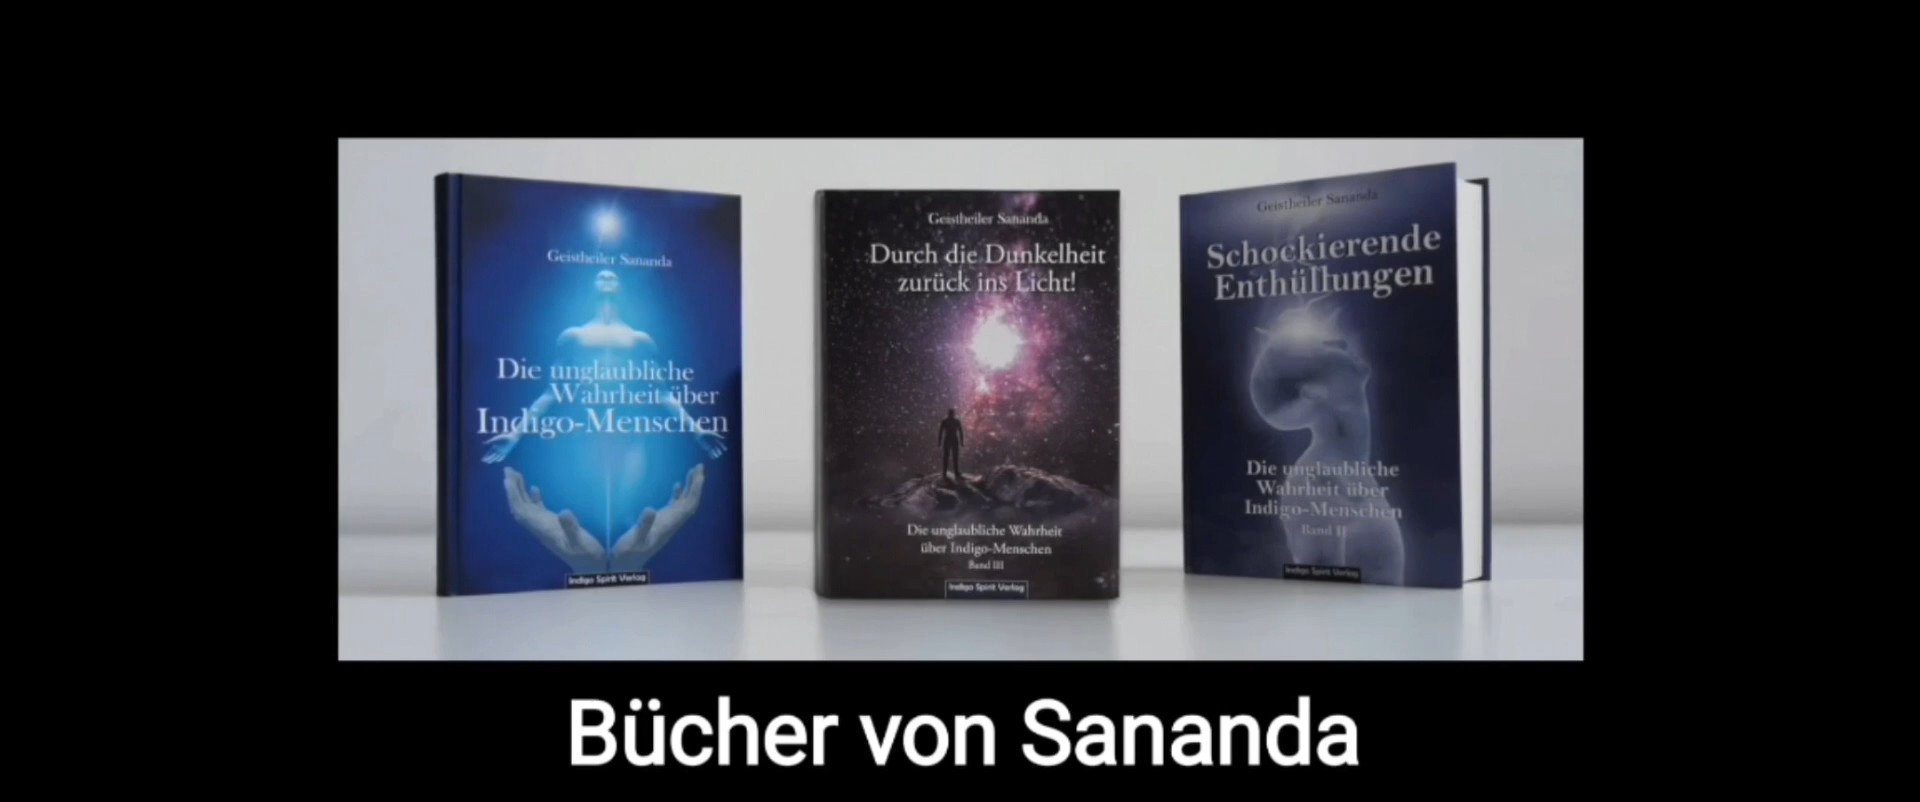 Geistheiler Sananda
Die unglaubliche
Wahrheit über
Indigo-Menschen
Indigo Spirit Verlag
Geistheiler Sananda
Durch die Dunkelheit
zurück ins Licht!
Die unglaubliche Wahrheit
über Indigo-Menschen
Band III
Indigo Spirit Verlag
Geistheiler Sananda
Schockierende
Enthüllungen
Die unglaubliche
Wahrheit über
Indigo-Menschen
Band II
Indigo Spirit Verlag
Bücher von Sananda